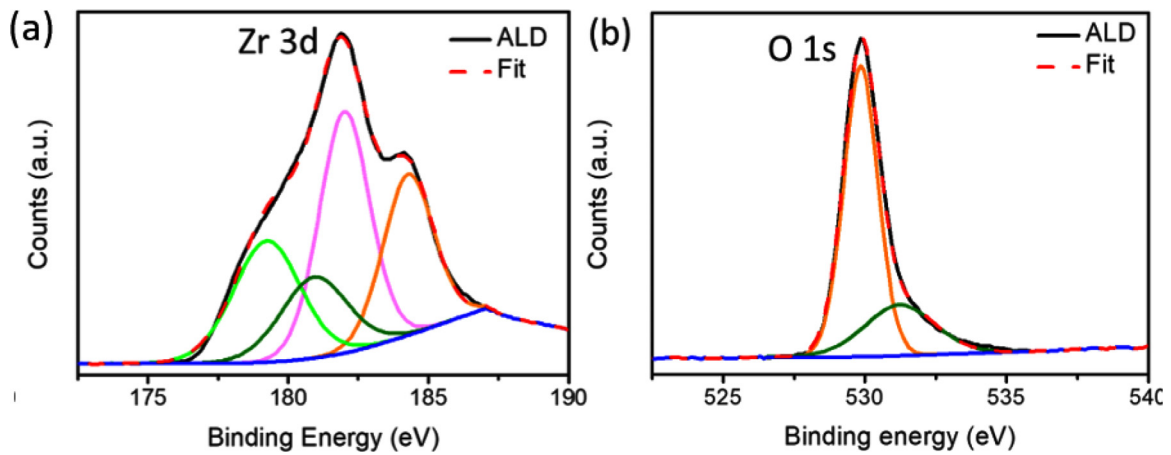 (a)
Zr 3d
ALD
Fit
Counts (a.u.)
175 180 185 190
Binding Energy (eV)
(b)
O 1s
ALD
Fit
Counts (a.u.)
525 530 535 540
Binding energy (eV)